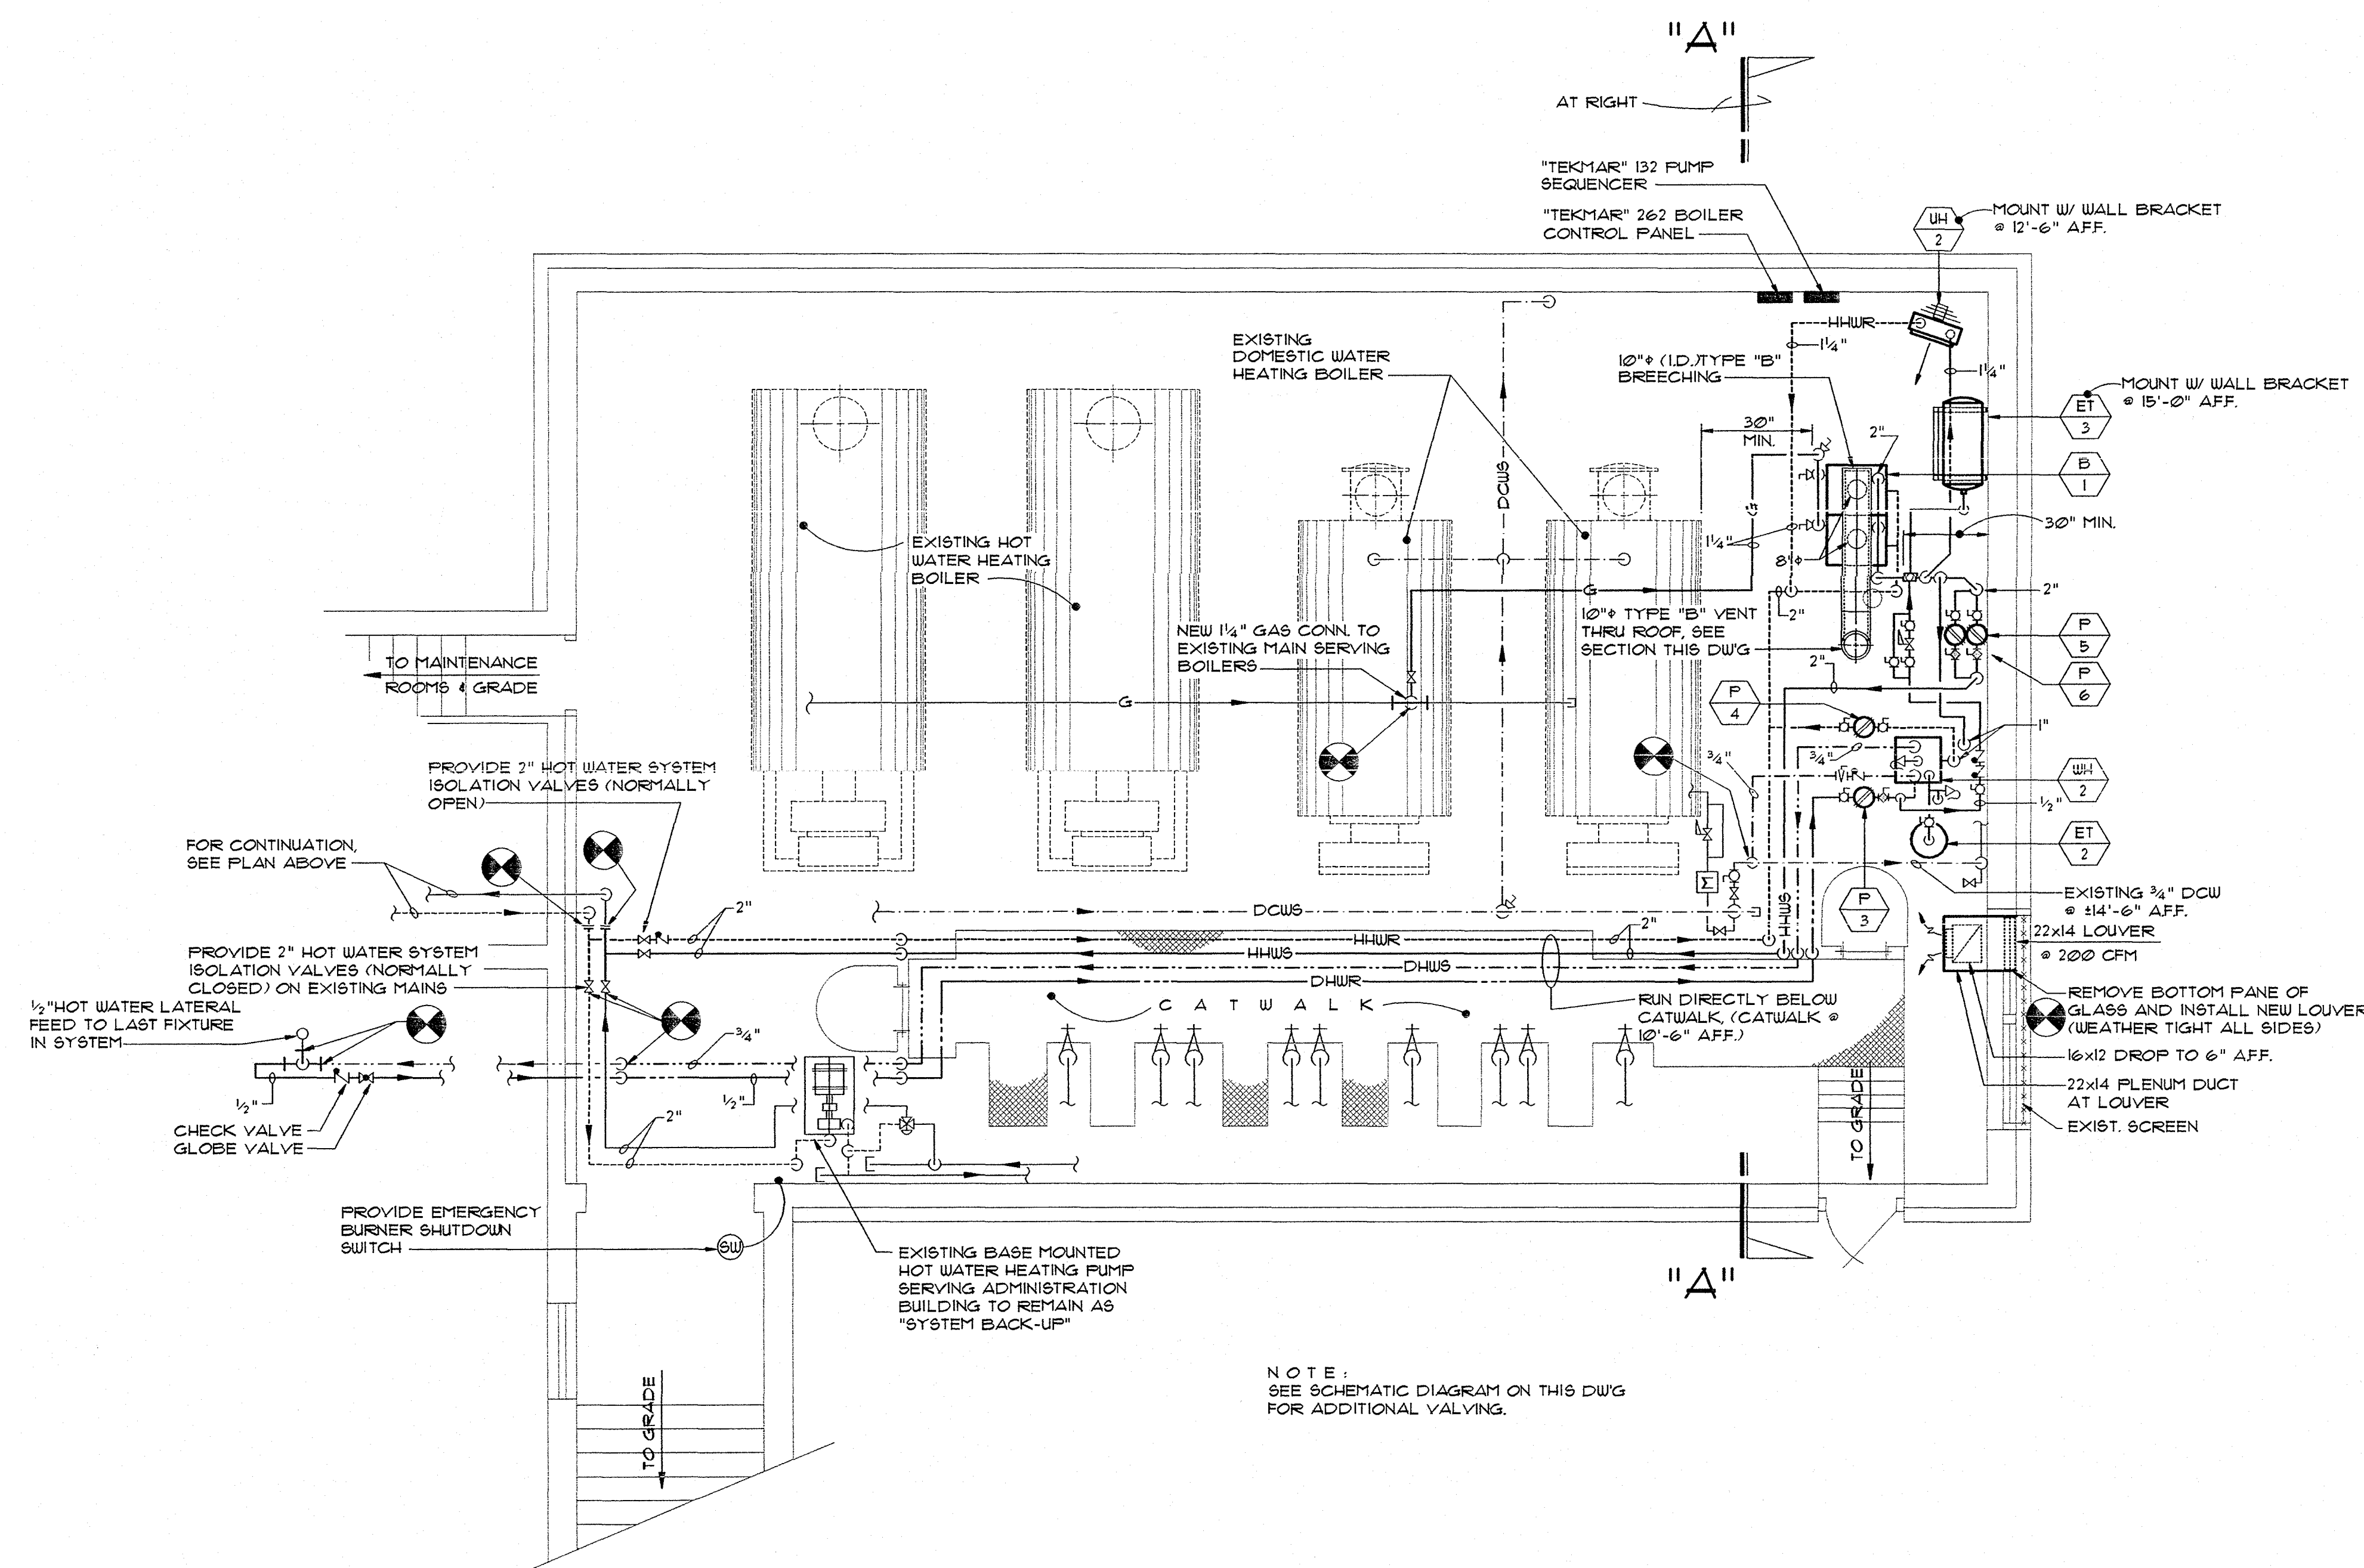 "A"
AT RIGHT
"TEKMAR" 132 PUMP
SEQUENCER
"TEKMAR" 262 BOILER
CONTROL PANEL
UH
2
MOUNT W/ WALL BRACKET
@ 12'-6" A.F.F.
HHWR
1¼"
10"ϕ (I.D.)TYPE "B"
BREECHING
1¼"
MOUNT W/ WALL BRACKET
@ 15'-0" A.F.F.
ET
3
EXISTING
DOMESTIC WATER
HEATING BOILER
30"
MIN.
2"
B
1
DCWS
G
30" MIN.
EXISTING HOT
WATER HEATING
BOILER
1¼"
8"ϕ
G
2"
2"
10"ϕ TYPE "B" VENT
THRU ROOF, SEE
SECTION THIS DW'G
NEW 1¼" GAS CONN. TO
EXISTING MAIN SERVING
BOILERS
P
5
P
6
TO MAINTENANCE
ROOMS & GRADE
2"
P
4
G
1"
PROVIDE 2" HOT WATER SYSTEM
ISOLATION VALVES (NORMALLY
OPEN)
¾"
¾"
WH
2
½"
FOR CONTINUATION,
SEE PLAN ABOVE
ET
2
M
EXISTING ¾" DCW
@ ±14'-6" A.F.F.
P
3
2"
DCWS
HHWS
22x14 LOUVER
@ 200 CFM
PROVIDE 2" HOT WATER SYSTEM
ISOLATION VALVES (NORMALLY
CLOSED) ON EXISTING MAINS
HHWR
2"
HHWS
DHWS
DHWR
½"HOT WATER LATERAL
FEED TO LAST FIXTURE
IN SYSTEM
CATWALK
RUN DIRECTLY BELOW
CATWALK, (CATWALK @
10'-6" AFF.)
REMOVE BOTTOM PANE OF
GLASS AND INSTALL NEW LOUVER
(WEATHER TIGHT ALL SIDES)
16x12 DROP TO 6" A.F.F.
22x14 PLENUM DUCT
AT LOUVER
EXIST. SCREEN
¾"
½"
½"
2"
CHECK VALVE
GLOBE VALVE
TO GRADE
PROVIDE EMERGENCY
BURNER SHUTDOWN
SWITCH
SW
EXISTING BASE MOUNTED
HOT WATER HEATING PUMP
SERVING ADMINISTRATION
BUILDING TO REMAIN AS
"SYSTEM BACK-UP"
"A"
TO GRADE
NOTE:
SEE SCHEMATIC DIAGRAM ON THIS DW'G
FOR ADDITIONAL VALVING.